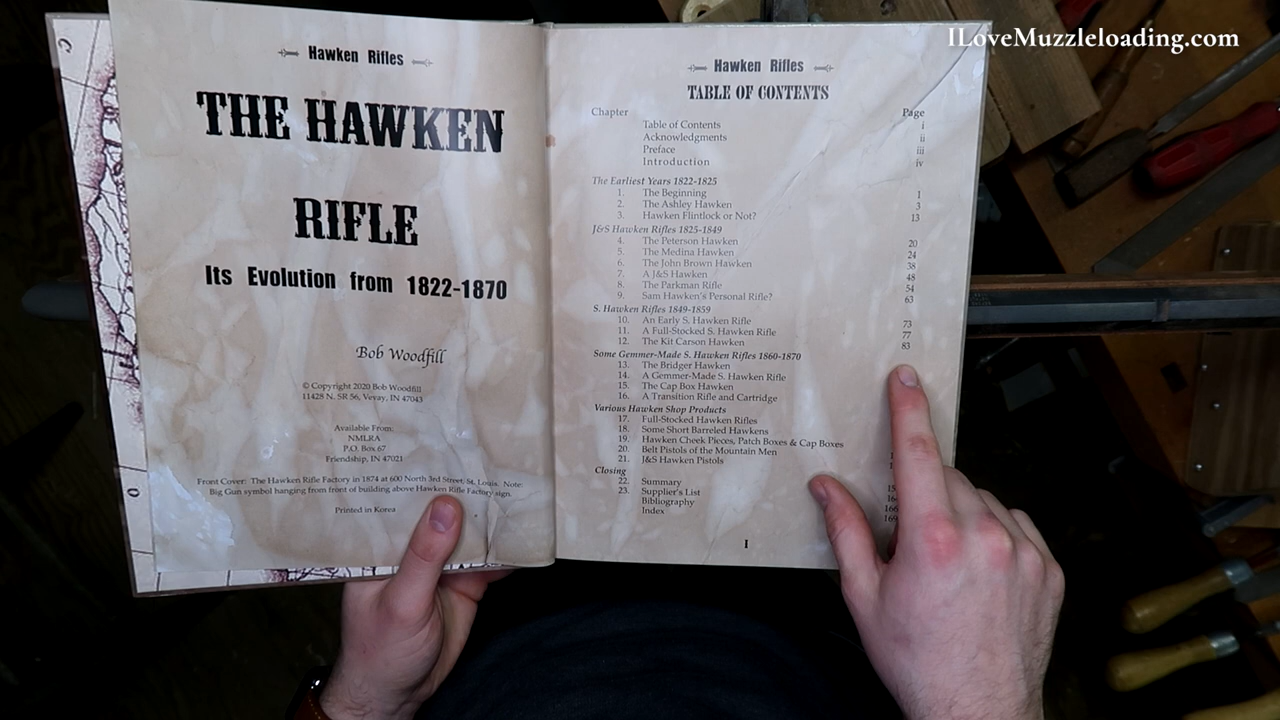 ILoveMuzzleloading.com
Hawken Rifles
THE HAWKEN
RIFLE
Its Evolution from 1822-1870
Bob Woodfill
© Copyright 2020 Bob Woodfill
11428 N. SR 56, Vevay, IN 47043
Available From:
NMLRA
P.O. Box 67
Friendship, IN 47021
Front Cover: The Hawken Rifle Factory in 1874 at 600 North 3rd Street, St. Louis. Note:
Big Gun symbol hanging from front of building above Hawken Rifle Factory sign.
Printed in Korea
Hawken Rifles
TABLE OF CONTENTS
Chapter Page
Table of Contents i
Acknowledgments ii
Preface iii
Introduction iv
The Earliest Years 1822-1825
1. The Beginning 1
2. The Ashley Hawken 3
3. Hawken Flintlock or Not? 13
J&S Hawken Rifles 1825-1849
4. The Peterson Hawken 20
5. The Medina Hawken 24
6. The John Brown Hawken 38
7. A J&S Hawken 48
8. The Parkman Rifle 54
9. Sam Hawken's Personal Rifle? 63
S. Hawken Rifles 1849-1859
10. An Early S. Hawken Rifle 73
11. A Full-Stocked S. Hawken Rifle 77
12. The Kit Carson Hawken 83
Some Gemmer-Made S. Hawken Rifles 1860-1870
13. The Bridger Hawken
14. A Gemmer-Made S. Hawken Rifle
15. The Cap Box Hawken
16. A Transition Rifle and Cartridge
Various Hawken Shop Products
17. Full-Stocked Hawken Rifles
18. Some Short Barreled Hawkens
19. Hawken Cheek Pieces, Patch Boxes & Cap Boxes
20. Belt Pistols of the Mountain Men
21. J&S Hawken Pistols
Closing
22. Summary
23. Supplier's List
Bibliography
Index
I